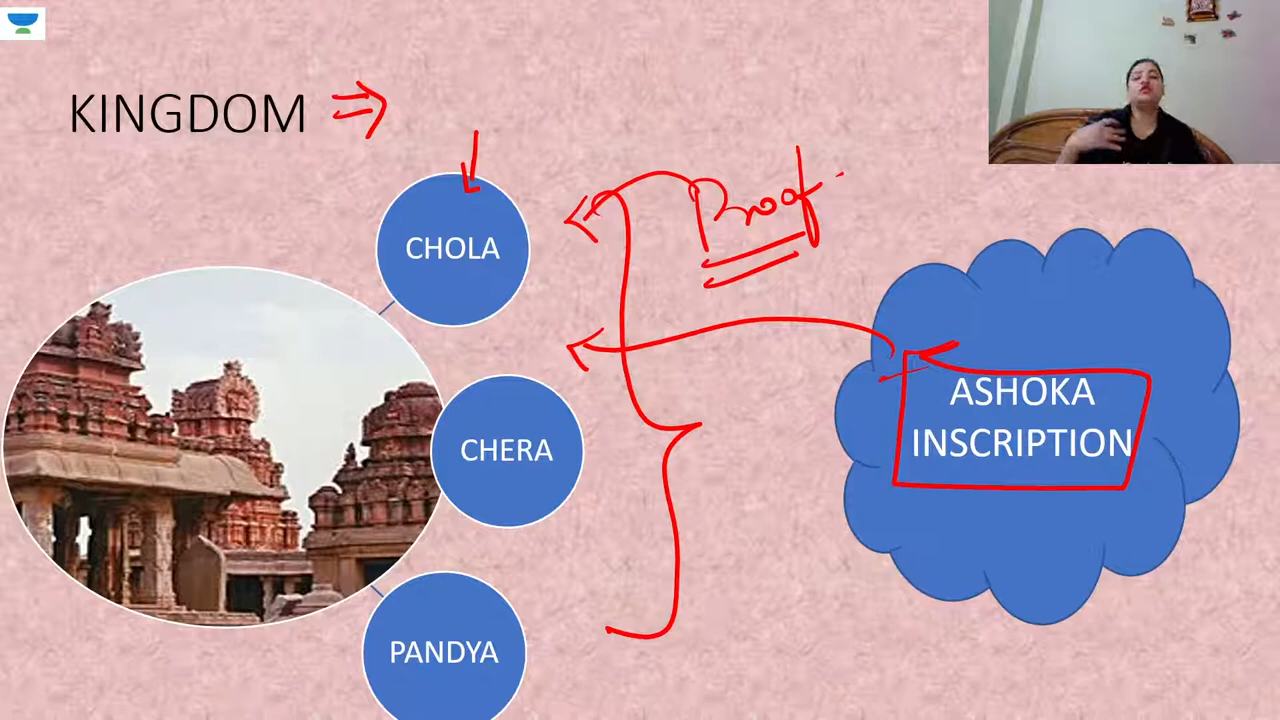 KINGDOM
CHOLA
Proof
CHERA
ASHOKA
INSCRIPTION
PANDYA